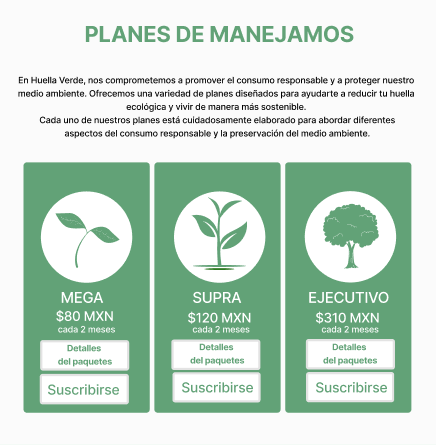 PLANES DE MANEJAMOS
En Huella Verde, nos comprometemos a promover el consumo responsable y a proteger nuestro
medio ambiente. Ofrecemos una variedad de planes diseñados para ayudarte a reducir tu huella
ecológica y vivir de manera más sostenible.
Cada uno de nuestros planes está cuidadosamente elaborado para abordar diferentes
aspectos del consumo responsable y la preservación del medio ambiente.
MEGA
$80 MXN
cada 2 meses
Detalles
del paquetes
Suscribirse
SUPRA
$120 MXN
cada 2 meses
Detalles
del paquetes
Suscribirse
EJECUTIVO
$310 MXN
cada 2 meses
Detalles
del paquetes
Suscribirse